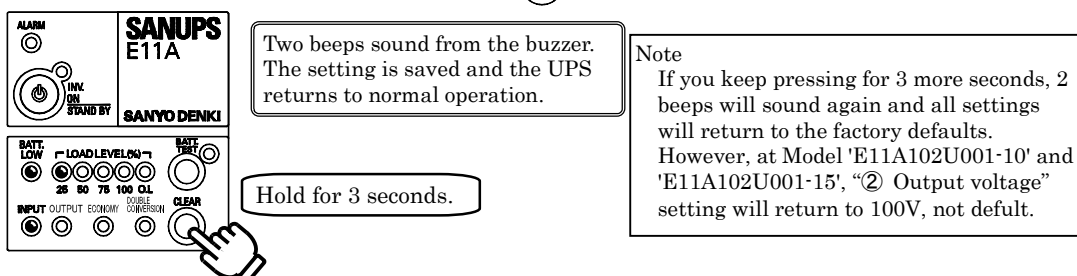 ALARM
SANUPS
E11A
INV.
ON
STAND BY
SANYO DENKI
BATT.
LOW
LOAD LEVEL(%)
BATT.
TEST
25 50 75 100 O.L
INPUT OUTPUT ECONOMY DOUBLE
CONVERSION CLEAR
Two beeps sound from the buzzer.
The setting is saved and the UPS
returns to normal operation.
Hold for 3 seconds.
Note
If you keep pressing for 3 more seconds, 2
beeps will sound again and all settings
will return to the factory defaults.
However, at Model 'E11A102U001-10' and
'E11A102U001-15', “② Output voltage”
setting will return to 100V, not defult.